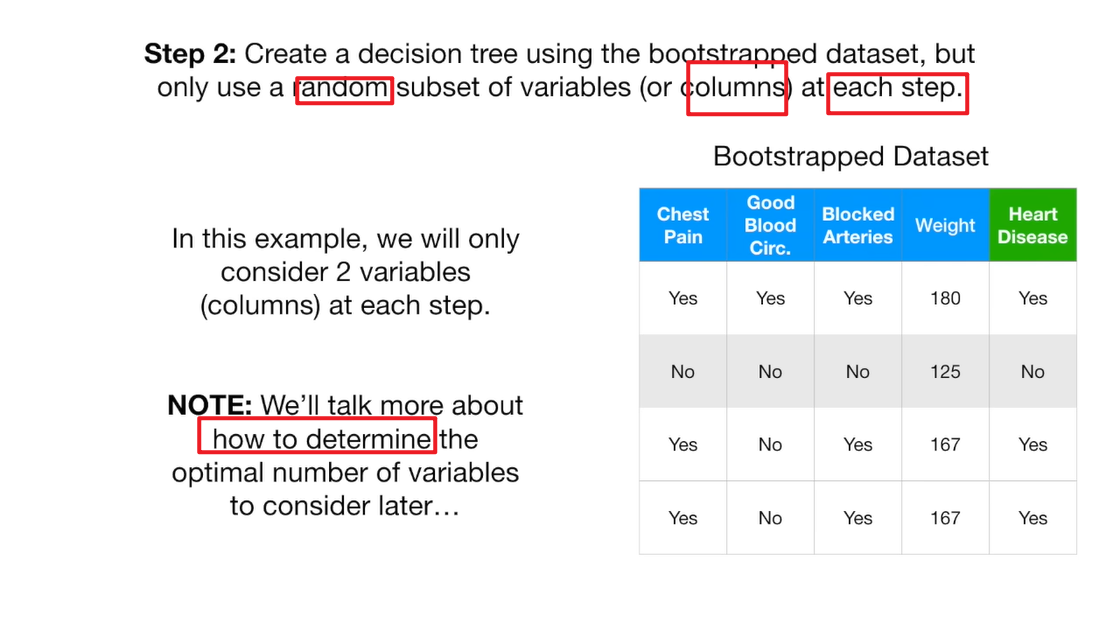 Step 2: Create a decision tree using the bootstrapped dataset, but
only use a random subset of variables (or columns) at each step.
Bootstrapped Dataset
In this example, we will only
consider 2 variables
(columns) at each step.
NOTE: We’ll talk more about
how to determine the
optimal number of variables
to consider later…
Chest Pain Good Blood Circ. Blocked Arteries Weight Heart Disease
Yes Yes Yes 180 Yes
No No No 125 No
Yes No Yes 167 Yes
Yes No Yes 167 Yes